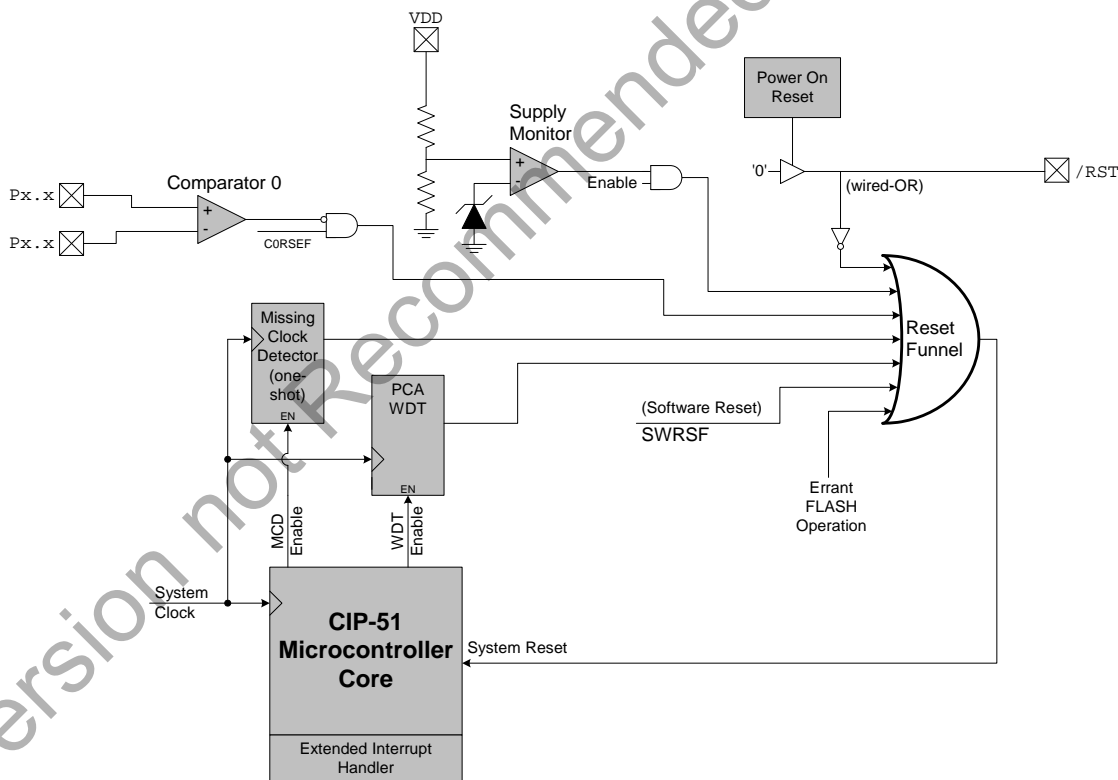 VDD
Power On
Reset
Supply
Monitor
+
-
Enable
'0'
(wired-OR)
/RST
Comparator 0
Px.x
+
-
Px.x
C0RSEF
Missing
Clock
Detector
(one-
shot)
EN
PCA
WDT
EN
Reset
Funnel
(Software Reset)
SWRSF
Errant
FLASH
Operation
MCD
Enable
WDT
Enable
System
Clock
CIP-51
Microcontroller
Core
System Reset
Extended Interrupt
Handler
ersion not Recommended